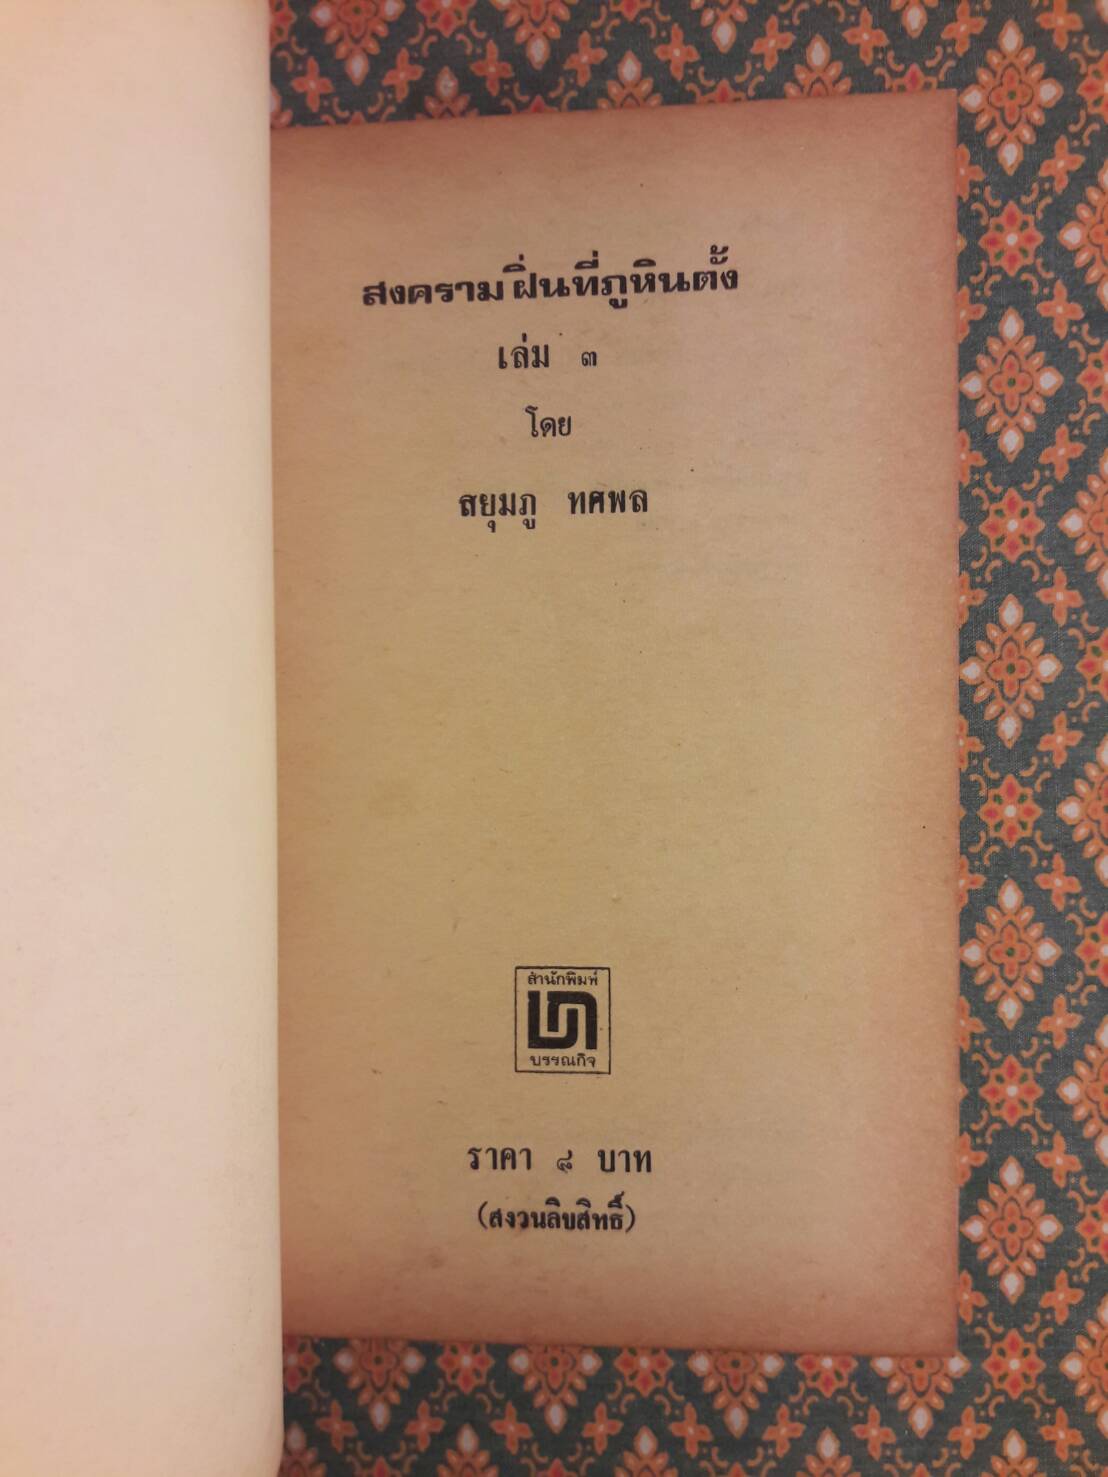 สงครามฝิ่นที่ภูหินตั้ง
เล่ม ๓
โดย
สยุมภู ทศพล
สำนักพิมพ์
บรรณกิจ
ราคา ๘ บาท
(สงวนลิขสิทธิ์)